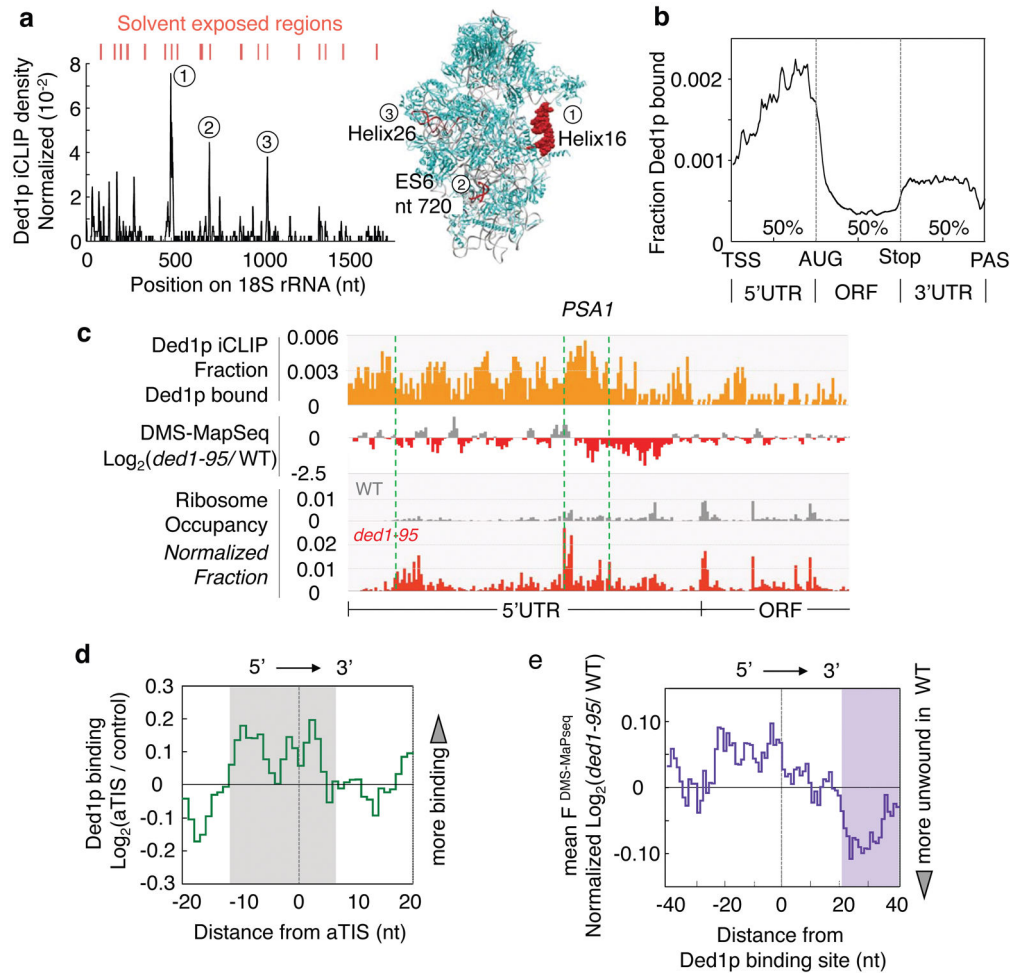 a
Solvent exposed regions
Ded1p iCLIP density
Normalized (10-2)
8
6
4
2
0
0
500
1000
1500
Position on 18S rRNA (nt)
1
2
3
3
Helix26
1
Helix16
ES6
2
nt 720
b
Fraction Ded1p bound
0.002
0.001
0
50%
50%
50%
TSS
AUG
Stop
PAS
5'UTR
ORF
3'UTR
c
PSA1
Ded1p iCLIP
Fraction
Ded1p bound
0.006
0.003
0
DMS-MapSeq
Log2(ded1-95/ WT)
0
-2.5
Ribosome
Occupancy
Normalized
Fraction
WT
0.01
0
ded1-95
0.02
0.01
0
5'UTR
ORF
d
5’ 3’
Ded1p binding
Log2(aTIS / control)
0.3
0.2
0.1
0
-0.1
-0.2
-0.3
-20
-10
0
10
20
Distance from aTIS (nt)
more binding
e
5’ 3’
mean F DMS-MaPseq
Normalized Log2(ded1-95/ WT)
0.10
0
-0.10
-40
-20
0
20
40
Distance from
Ded1p binding site (nt)
more unwound in WT